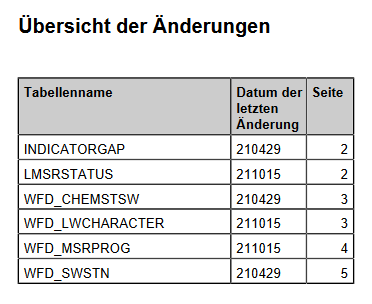 Übersicht der Änderungen
Tabellenname Datum der letzten Änderung Seite
INDICATORGAP 210429 2
LMSRSTATUS 211015 2
WFD_CHEMSTSW 210429 3
WFD_LWCHARACTER 211015 3
WFD_MSRPROG 211015 4
WFD_SWSTN 210429 5